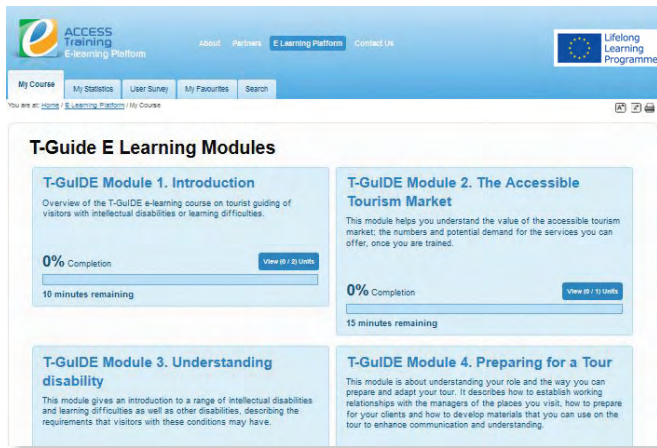 ACCESS
Training
E-learning Platform
About Partners E Learning Platform Contact Us
Lifelong
Learning
Programme
My Course My Statistics User Survey My Favourites Search
You are at: Home / E Learning Platform / My Course
T-Guide E Learning Modules
T-GuIDE Module 1. Introduction
Overview of the T-GuIDE e-learning course on tourist guiding of
visitors with intellectual disabilities or learning difficulties.
0% Completion View (0 / 2) Units
10 minutes remaining
T-GuIDE Module 2. The Accessible
Tourism Market
This module helps you understand the value of the accessible tourism
market; the numbers and potential demand for the services you can
offer, once you are trained.
0% Completion View (0 / 1) Units
15 minutes remaining
T-GuIDE Module 3. Understanding
disability
This module gives an introduction to a range of intellectual disabilities
and learning difficulties as well as other disabilities, describing the
requirements that visitors with these conditions may have.
T-GuIDE Module 4. Preparing for a Tour
This module is about understanding your role and the way you can
prepare and adapt your tour. It describes how to establish working
relationships with the managers of the places you visit, how to prepare
for your clients and how to develop materials that you can use on the
tour to enhance communication and understanding.